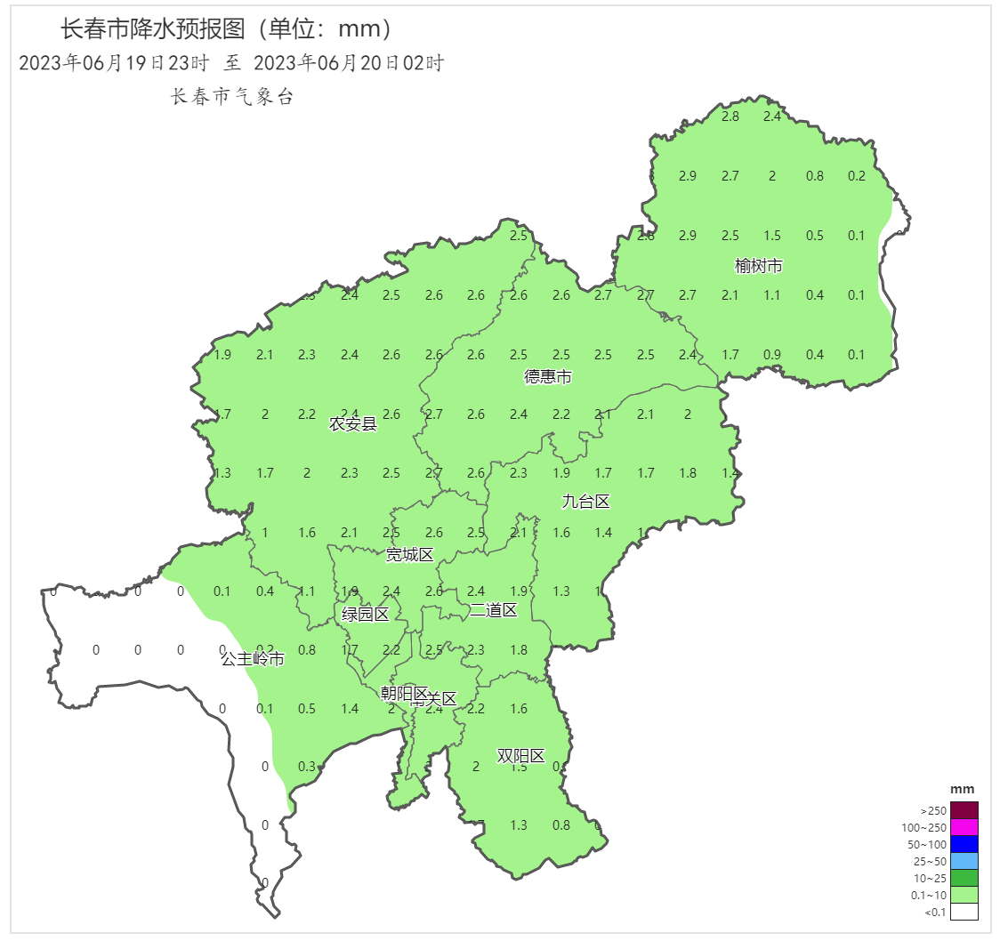 长春市降水预报图（单位：mm）
2023年06月19日23时 至 2023年06月20日02时
长春市气象台
2.8 2.4
2.9 2.7 2 0.8 0.2
2.5 2.8 2.9 2.5 1.5 0.5 0.1
榆树市
2.4 2.5 2.6 2.6 2.6 2.6 2.7 2.7 2.7 2.1 1.1 0.4 0.1
1.9 2.1 2.3 2.4 2.6 2.6 2.6 2.5 2.5 2.5 2.5 2.4 1.7 0.9 0.4 0.1
德惠市
1.7 2 2.2 2.4 2.6 2.7 2.6 2.4 2.2 2.1 2.1 2
农安县
1.3 1.7 2 2.3 2.5 2.7 2.6 2.3 1.9 1.7 1.7 1.8 1.4
九台区
1 1.6 2.1 2.5 2.6 2.5 2.1 1.6 1.4
宽城区
0 0 0 0.1 0.4 1.1 1.9 2.4 2.6 2.4 1.9 1.3
绿园区 二道区
0 0 0 0 0.2 0.8 1.7 2.2 2.5 2.3 1.8
公主岭市
朝阳区 南关区
0 0.1 0.5 1.4 2 2.4 2.2 1.6
双阳区
0 0.3 2 1.5
0 1.3 0.8
0
mm
>250
100~250
50~100
25~50
10~25
0.1~10
<0.1